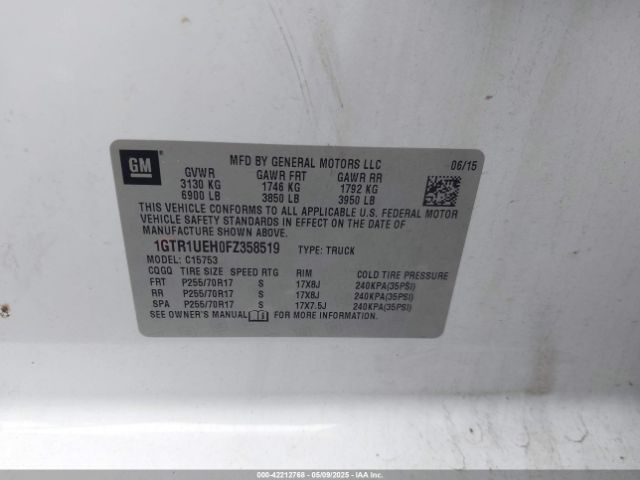 GM
MFD BY GENERAL MOTORS LLC
06/15
GVWR GAWR FRT GAWR RR
3130 KG 1746 KG 1792 KG
6900 LB 3850 LB 3950 LB
THIS VEHICLE CONFORMS TO ALL APPLICABLE U.S. FEDERAL MOTOR
VEHICLE SAFETY STANDARDS IN EFFECT ON THE DATE OF
MANUFACTURE SHOWN ABOVE.
1GTR1UEH0FZ358519 TYPE: TRUCK
MODEL: C15753
CQGQ TIRE SIZE SPEED RTG RIM COLD TIRE PRESSURE
FRT P255/70R17 S 17X8J 240KPA(35PSI)
RR P255/70R17 S 17X8J 240KPA(35PSI)
SPA P255/70R17 S 17X7.5J 240KPA(35PSI)
SEE OWNER'S MANUAL FOR MORE INFORMATION.
000-42212768 - 05/09/2025 - IAAI.COM